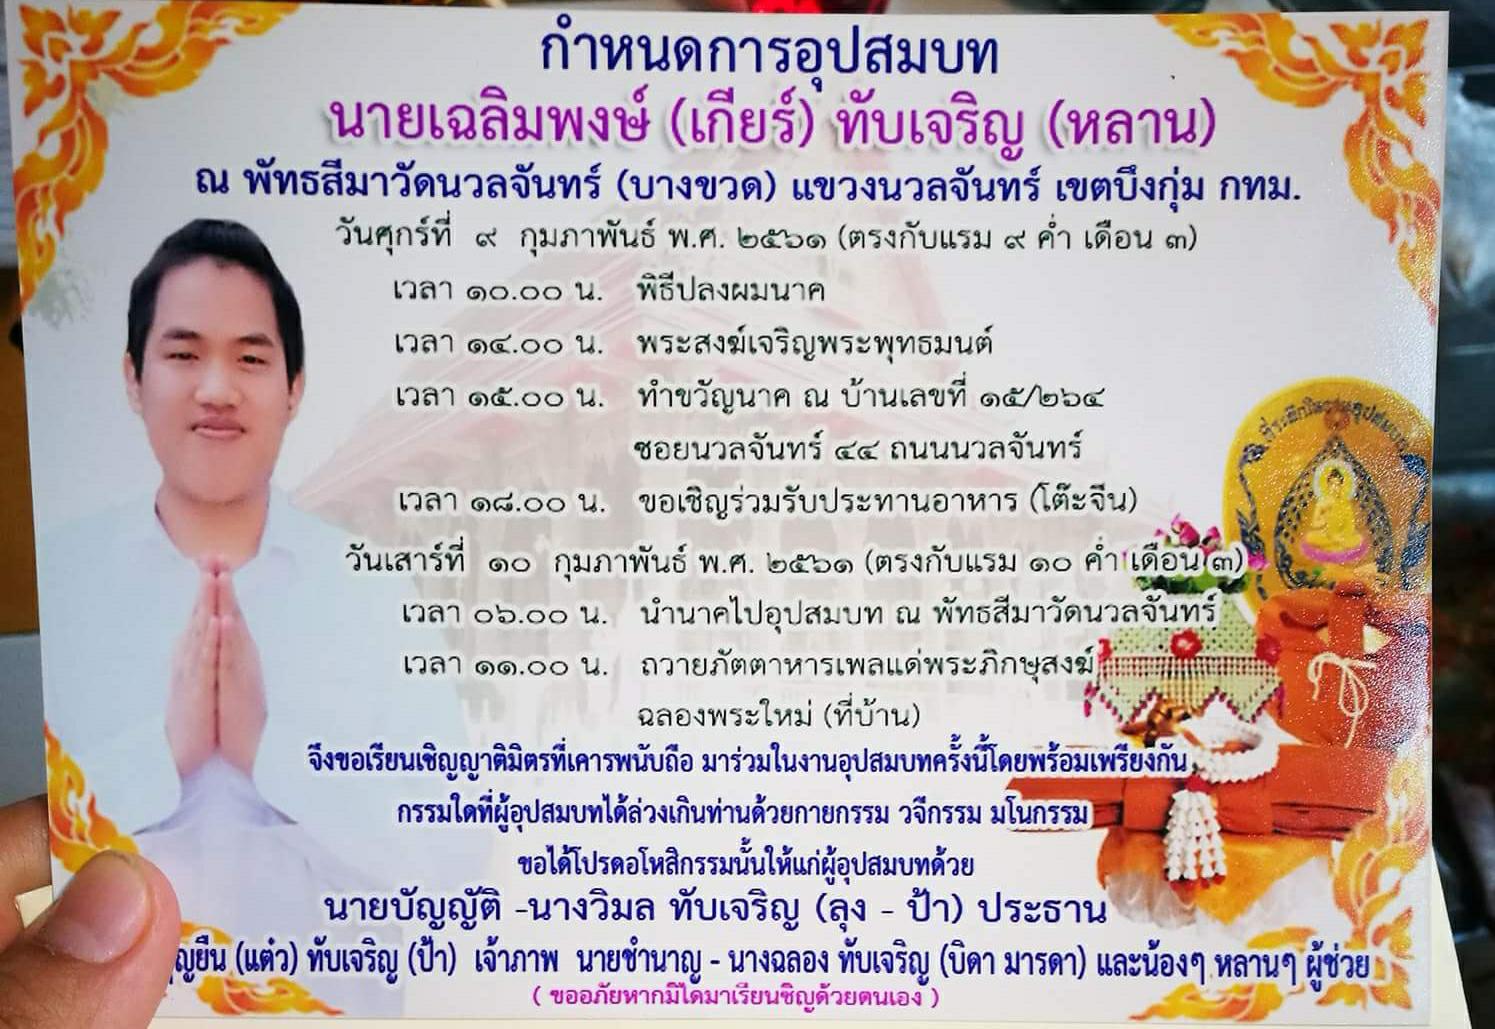 กำหนดการอุปสมบท
นายเฉลิมพงษ์ (เกียร์) ทับเจริญ (หลาน)
ณ พัทธสีมาวัดนวลจันทร์ (บางขวด) แขวงนวลจันทร์ เขตบึงกุ่ม กทม.
วันศุกร์ที่ ๙ กุมภาพันธ์ พ.ศ. ๒๕๖๑ (ตรงกับแรม ๙ ค่ำ เดือน ๓)
เวลา ๑๐.๐๐ น. พิธีปลงผมนาค
เวลา ๑๔.๐๐ น. พระสงฆ์เจริญพระพุทธมนต์
เวลา ๑๕.๐๐ น. ทำขวัญนาค ณ บ้านเลขที่ ๑๕/๒๖๔
ซอยนวลจันทร์ ๔๔ ถนนนวลจันทร์
เวลา ๑๘.๐๐ น. ขอเชิญร่วมรับประทานอาหาร (โต๊ะจีน)
วันเสาร์ที่ ๑๐ กุมภาพันธ์ พ.ศ. ๒๕๖๑ (ตรงกับแรม ๑๐ ค่ำ เดือน ๓)
เวลา ๐๖.๐๐ น. นำนาคไปอุปสมบท ณ พัทธสีมาวัดนวลจันทร์
เวลา ๑๑.๐๐ น. ถวายภัตตาหารเพลแด่พระภิกษุสงฆ์
ฉลองพระใหม่ (ที่บ้าน)
จึงขอเรียนเชิญญาติมิตรที่เคารพนับถือ มาร่วมในงานอุปสมบทครั้งนี้โดยพร้อมเพรียงกัน
กรรมใดที่ผู้อุปสมบทได้ล่วงเกินท่านด้วยกายกรรม วจีกรรม มโนกรรม
ขอได้โปรดอโหสิกรรมนั้นให้แก่ผู้อุปสมบทด้วย
นายบัญญัติ -นางวิมล ทับเจริญ (ลุง - ป้า) ประธาน
(แต๋ว) ทับเจริญ (ป้า) เจ้าภาพ นายชำนาญ - นางฉลอง ทับเจริญ (บิดา มารดา) และน้องๆ หลานๆ ผู้ช่วย
( ขออภัยหากมิได้มาเรียนเชิญด้วยตนเอง )